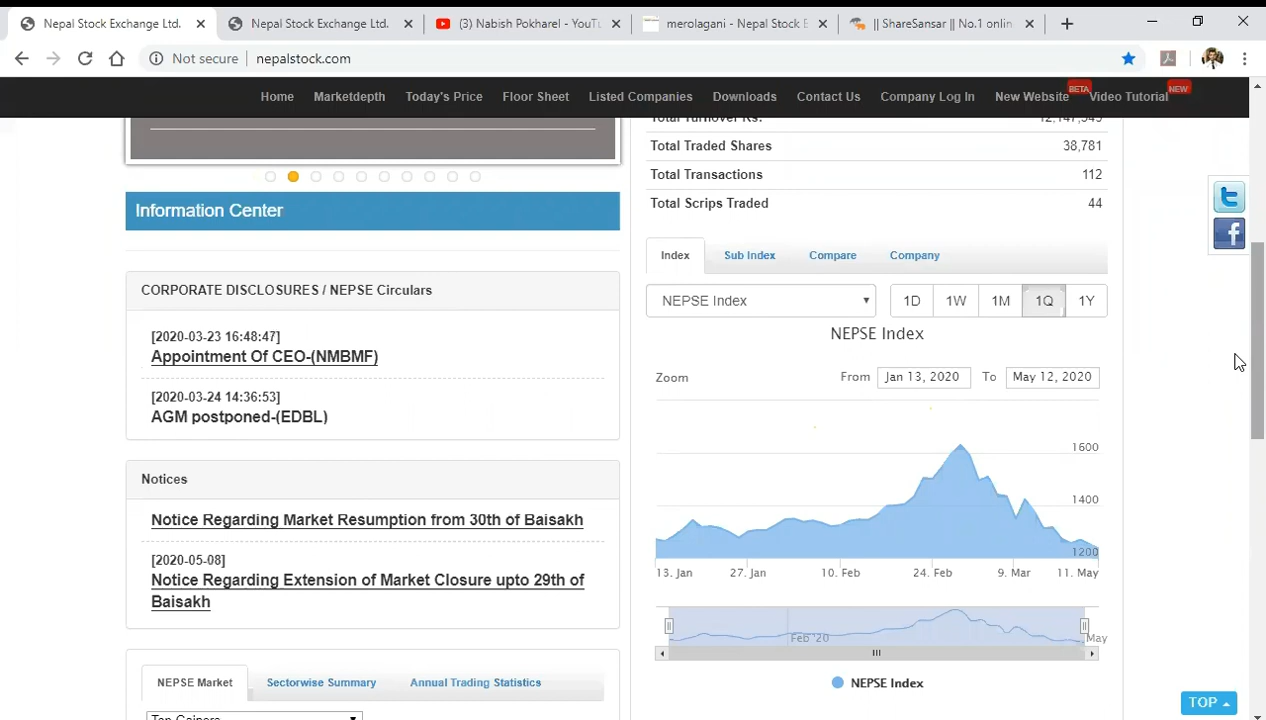 Nepal Stock Exchange Ltd.
Nepal Stock Exchange Ltd.
(3) Nabish Pokharel - YouTu
merolagani - Nepal Stock E
|| ShareSansar || No.1 onlin
Not secure
nepalstock.com
Home
Marketdepth
Today's Price
Floor Sheet
Listed Companies
Downloads
Contact Us
Company Log In
New Website
BETA
Video Tutorial
NEW
Total Turnover Rs:
12,147,545
Total Traded Shares
38,781
Total Transactions
112
Total Scrips Traded
44
Information Center
CORPORATE DISCLOSURES / NEPSE Circulars
[2020-03-23 16:48:47]
Appointment Of CEO-(NMBMF)
[2020-03-24 14:36:53]
AGM postponed-(EDBL)
Notices
Notice Regarding Market Resumption from 30th of Baisakh
[2020-05-08]
Notice Regarding Extension of Market Closure upto 29th of
Baisakh
NEPSE Market
Sectorwise Summary
Annual Trading Statistics
Top Gainers
Index
Sub Index
Compare
Company
NEPSE Index
1D
1W
1M
1Q
1Y
NEPSE Index
Zoom
From
Jan 13, 2020
To
May 12, 2020
1600
1400
1200
13. Jan
27. Jan
10. Feb
24. Feb
9. Mar
11. May
Feb '20
May
NEPSE Index
TOP